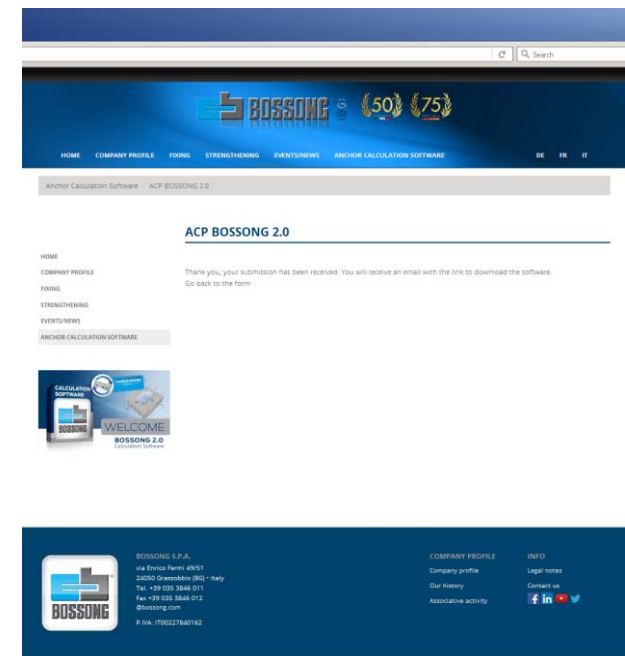 Search
BOSSONG 50 75
HOME COMPANY PROFILE FIXING STRENGTHENING EVENTS/NEWS ANCHOR CALCULATION SOFTWARE DE FR IT
Anchor Calculation Software ACP BOSSONG 2.0
ACP BOSSONG 2.0
HOME
COMPANY PROFILE
FIXING
STRENGTHENING
EVENTS/NEWS
ANCHOR CALCULATION SOFTWARE
Thank you, your submission has been received. You will receive an email with the link to download the software.
Go back to the form
CALCULATION
SOFTWARE
BOSSONG
WELCOME
BOSSONG 2.0
Calculation Software
BOSSONG
BOSSONG S.P.A.
via Enrico Fermi 49/51
24050 Grassobbio (BG) • Italy
Tel. +39 035 3846 011
Fax +39 035 3846 012
@bossong.com
P.IVA: IT00227840162
COMPANY PROFILE
Company profile
Our history
Associative activity
INFO
Legal notes
Contact us